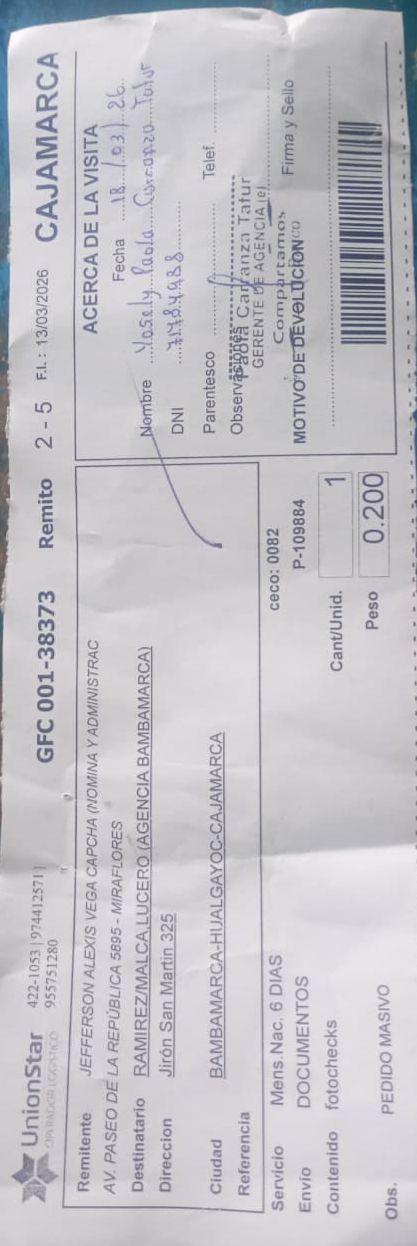 UnionStar
OPERADOR LOGÍSTICO
422-1053 | 974412571 |
955751280
GFC 001-38373 Remito 2 - 5 F.I.: 13/03/2026 CAJAMARCA
Remitente JEFFERSON ALEXIS VEGA CAPCHA (NOMINA Y ADMINISTRAC
AV. PASEO DE LA REPÚBLICA 5895 - MIRAFLORES
Destinatario RAMIREZ/MALCA,LUCERO (AGENCIA BAMBAMARCA)
Direccion Jirón San Martin 325
Ciudad BAMBAMARCA-HUALGAYOC-CAJAMARCA
Referencia
Servicio Mens.Nac. 6 DIAS ceco: 0082
Envio DOCUMENTOS P-109884
Contenido fotochecks
Cant/Unid. 1
Obs. PEDIDO MASIVO
Peso 0.200
ACERCA DE LA VISITA
Fecha 18 / 03 / 26
Nombre Yosely Paola Carranza Tatur
DNI
Parentesco Telef.
Observaciones
Paola Carranza Tatur
GERENTE DE AGENCIA (e)
Compartamos
MOTIVO DE DEVOLUCION Firma y Sello